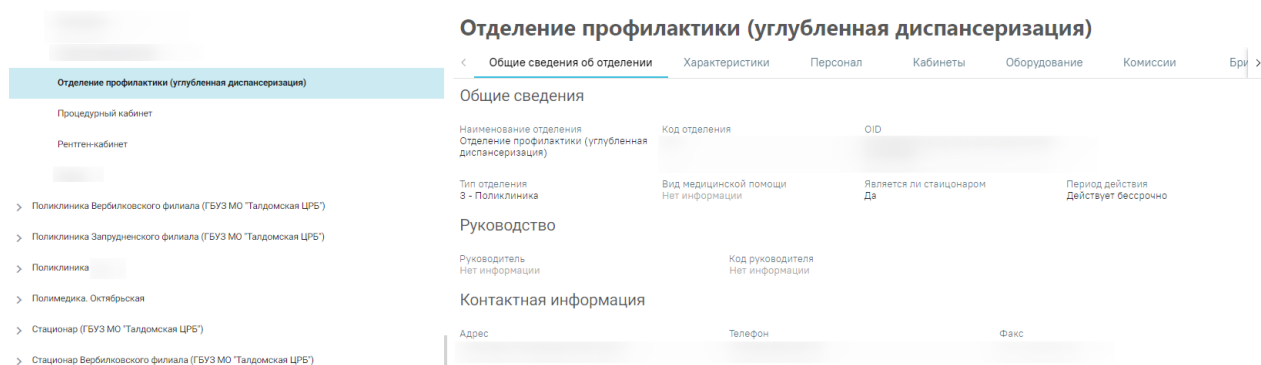 Отделение профилактики (углубленная диспансеризация)
Процедурный кабинет
Рентген-кабинет
Поликлиника Вербилковского филиала (ГБУЗ МО "Талдомская ЦРБ")
Поликлиника Запрудненского филиала (ГБУЗ МО "Талдомская ЦРБ")
Поликлиника
Полимедика. Октябрьская
Стационар (ГБУЗ МО "Талдомская ЦРБ")
Стационар Вербилковского филиала (ГБУЗ МО "Талдомская ЦРБ")
Отделение профилактики (углубленная диспансеризация)
Общие сведения об отделении Характеристики Персонал Кабинеты Оборудование Комиссии Бри
Общие сведения
Наименование отделения Код отделения OID
Отделение профилактики (углубленная
диспансеризация)
Тип отделения Вид медицинской помощи Является ли стаиционаром Период действия
3 - Поликлиника Нет информации Да Действует бессрочно
Руководство
Руководитель Код руководителя
Нет информации Нет информации
Контактная информация
Адрес Телефон Факс